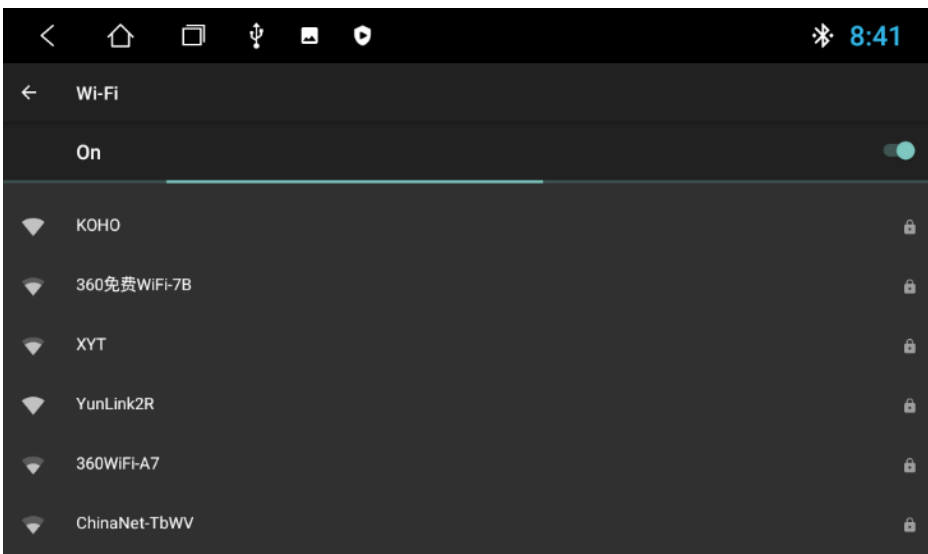 8:41
Wi-Fi
On
KOHO
360免费WiFi-7B
XYT
YunLink2R
360WiFi-A7
ChinaNet-TbWV